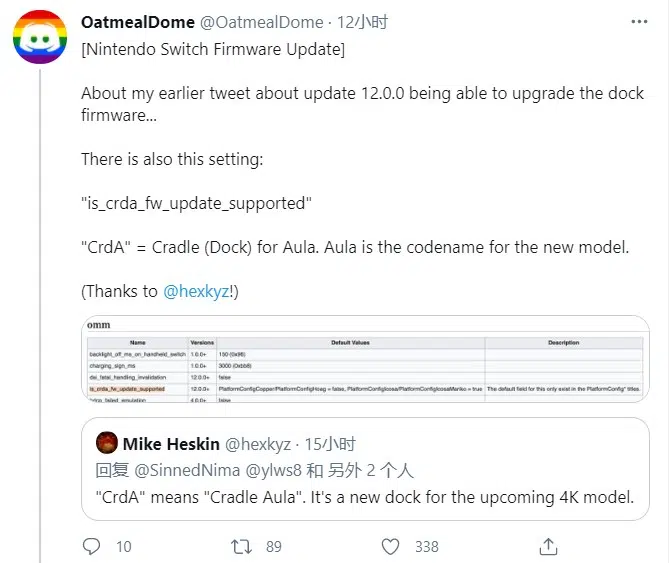 OatmealDome @OatmealDome · 12小时
[Nintendo Switch Firmware Update]
About my earlier tweet about update 12.0.0 being able to upgrade the dock
firmware...
There is also this setting:
"is_crda_fw_update_supported"
"CrdA" = Cradle (Dock) for Aula. Aula is the codename for the new model.
(Thanks to @hexkyz!)
omm
Name Versions Default Values Description
backlight_off_ms_on_handheld_switch 1.0.0+ 150 (0x96)
charging_sign_ms 1.0.0+ 3000 (0xbb8)
dsi_fatal_handling_invalidation 12.0.0+ false
is_crda_fw_update_supported 12.0.0+ PlatformConfigCopper/PlatformConfigHoag = false, PlatformConfigIcosa/PlatformConfigIcosaMariko = true The default field for this only exist in the PlatformConfig* titles.
4.0.0+ false
Mike Heskin @hexkyz · 15小时
回复 @SinnedNima @ylws8 和 另外 2 个人
"CrdA" means "Cradle Aula". It's a new dock for the upcoming 4K model.
10 89 338